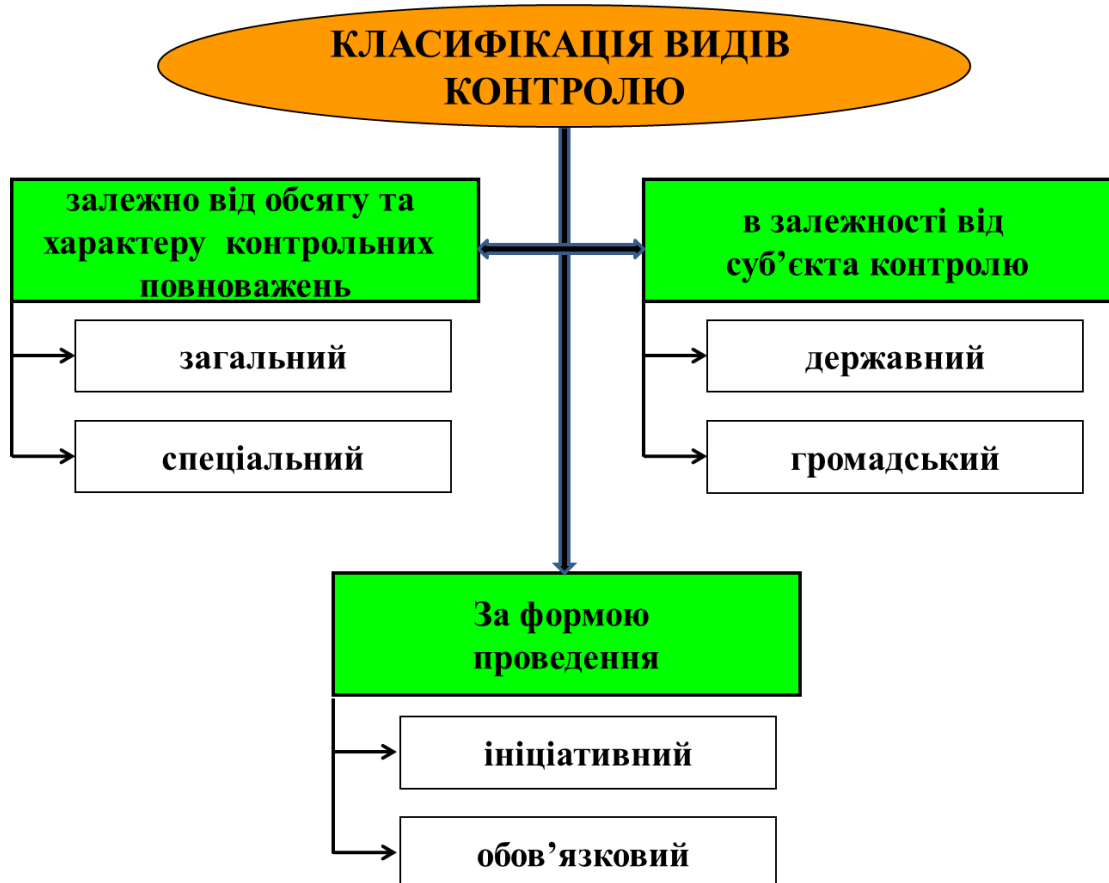 КЛАСИФІКАЦІЯ ВИДІВ
КОНТРОЛЮ
залежно від обсягу та
характеру контрольних
повноважень
загальний
спеціальний
в залежності від
суб’єкта контролю
державний
громадський
За формою
проведення
ініціативний
обов’язковий